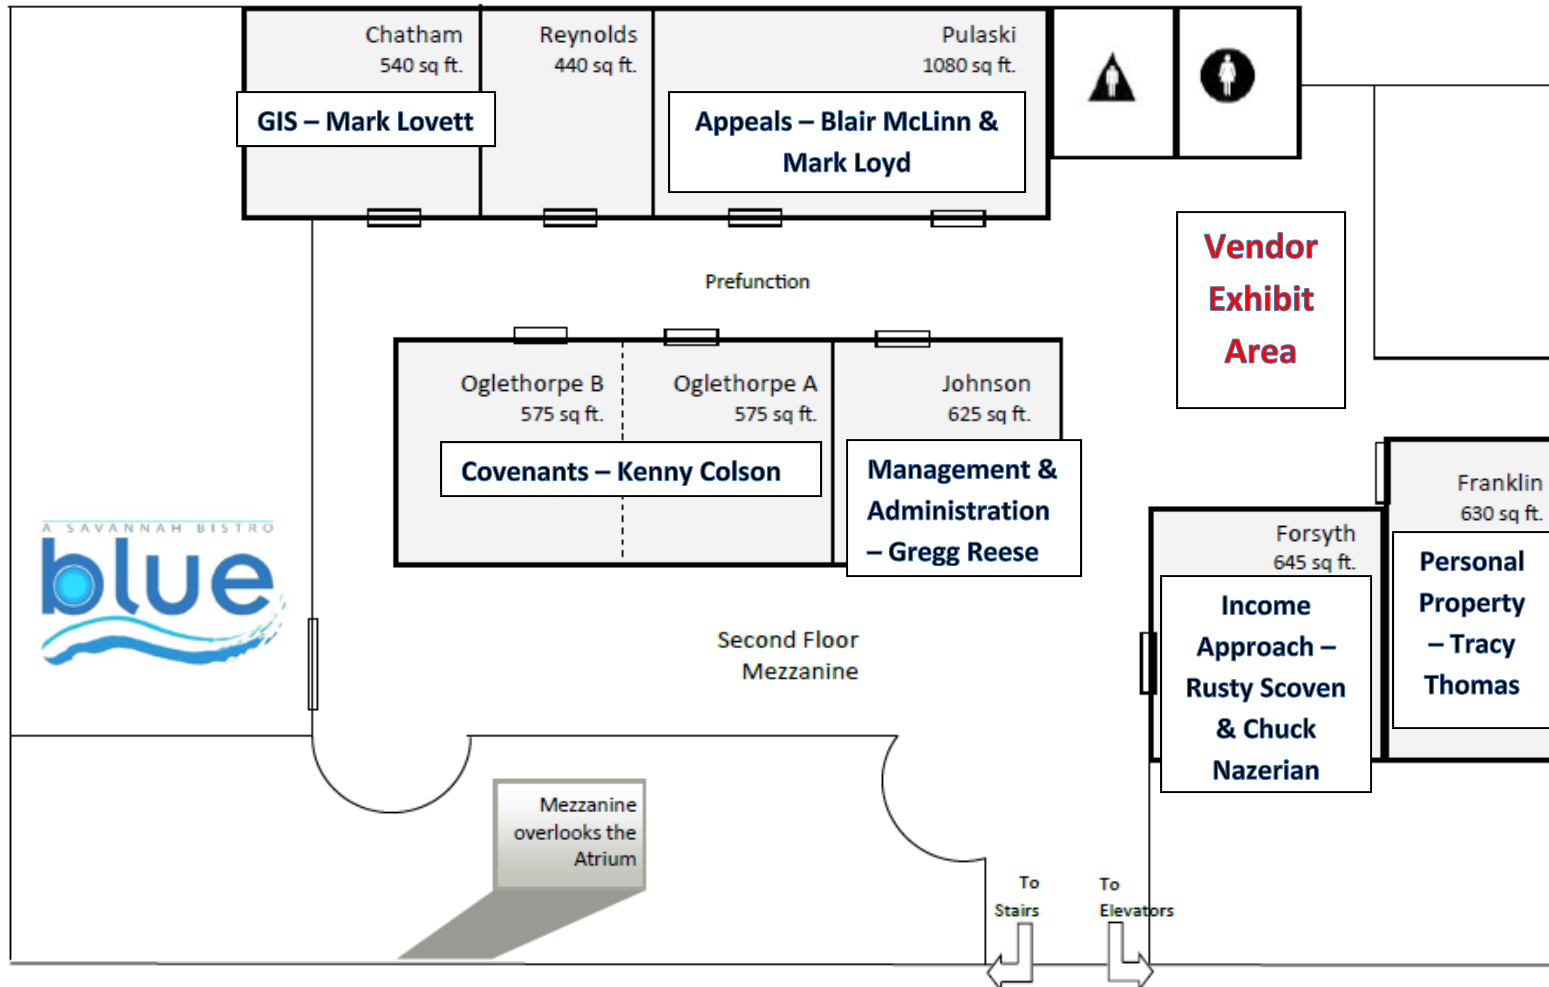 Chatham
540 sq ft.
GIS – Mark Lovett
Reynolds
440 sq ft.
Pulaski
1080 sq ft.
Appeals – Blair McLinn &
Mark Loyd
Vendor
Exhibit
Area
Prefunction
Oglethorpe B
575 sq ft.
Oglethorpe A
575 sq ft.
Covenants – Kenny Colson
Johnson
625 sq ft.
Management &
Administration
– Gregg Reese
Franklin
630 sq ft.
Personal
Property
– Tracy
Thomas
Forsyth
645 sq ft.
Income
Approach –
Rusty Scoven
& Chuck
Nazerian
A SAVANNAH BISTRO
blue
Second Floor
Mezzanine
Mezzanine
overlooks the
Atrium
To
Stairs
To
Elevators